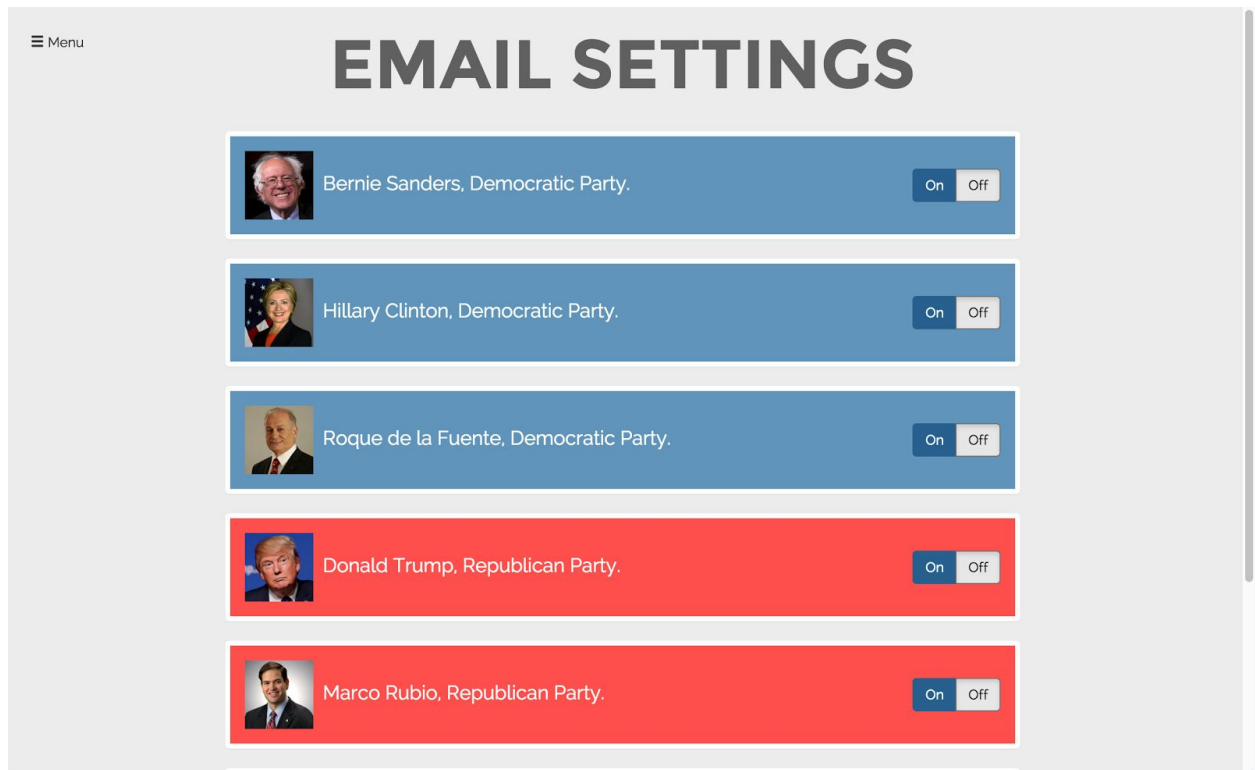 Menu
EMAIL SETTINGS
Bernie Sanders, Democratic Party.
On Off
Hillary Clinton, Democratic Party.
On Off
Roque de la Fuente, Democratic Party.
On Off
Donald Trump, Republican Party.
On Off
Marco Rubio, Republican Party.
On Off